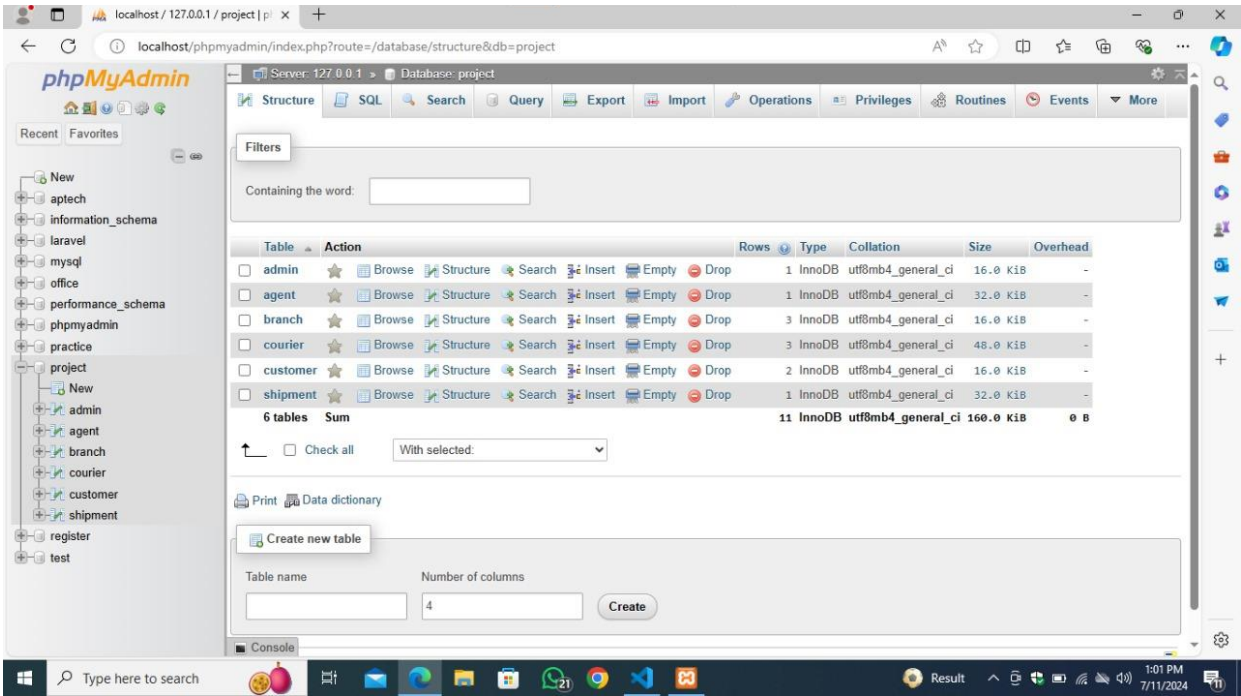 localhost / 127.0.0.1 / project | p
localhost/phpmyadmin/index.php?route=/database/structure&db=project
phpMyAdmin
Recent Favorites
New
aptech
information_schema
laravel
mysql
office
performance_schema
phpmyadmin
practice
project
New
admin
agent
branch
courier
customer
shipment
register
test
Server: 127.0.0.1 » Database: project
Structure SQL Search Query Export Import Operations Privileges Routines Events More
Filters
Containing the word:
Table Action Rows Type Collation Size Overhead
admin Browse Structure Search Insert Empty Drop 1 InnoDB utf8mb4_general_ci 16.0 KiB -
agent Browse Structure Search Insert Empty Drop 1 InnoDB utf8mb4_general_ci 32.0 KiB -
branch Browse Structure Search Insert Empty Drop 3 InnoDB utf8mb4_general_ci 16.0 KiB -
courier Browse Structure Search Insert Empty Drop 3 InnoDB utf8mb4_general_ci 48.0 KiB -
customer Browse Structure Search Insert Empty Drop 2 InnoDB utf8mb4_general_ci 16.0 KiB -
shipment Browse Structure Search Insert Empty Drop 1 InnoDB utf8mb4_general_ci 32.0 KiB -
6 tables Sum 11 InnoDB utf8mb4_general_ci 160.0 KiB 0 B
Check all With selected:
Print Data dictionary
Create new table
Table name Number of columns
4 Create
Console
Type here to search 21 Result 1:01 PM
7/11/2024 11